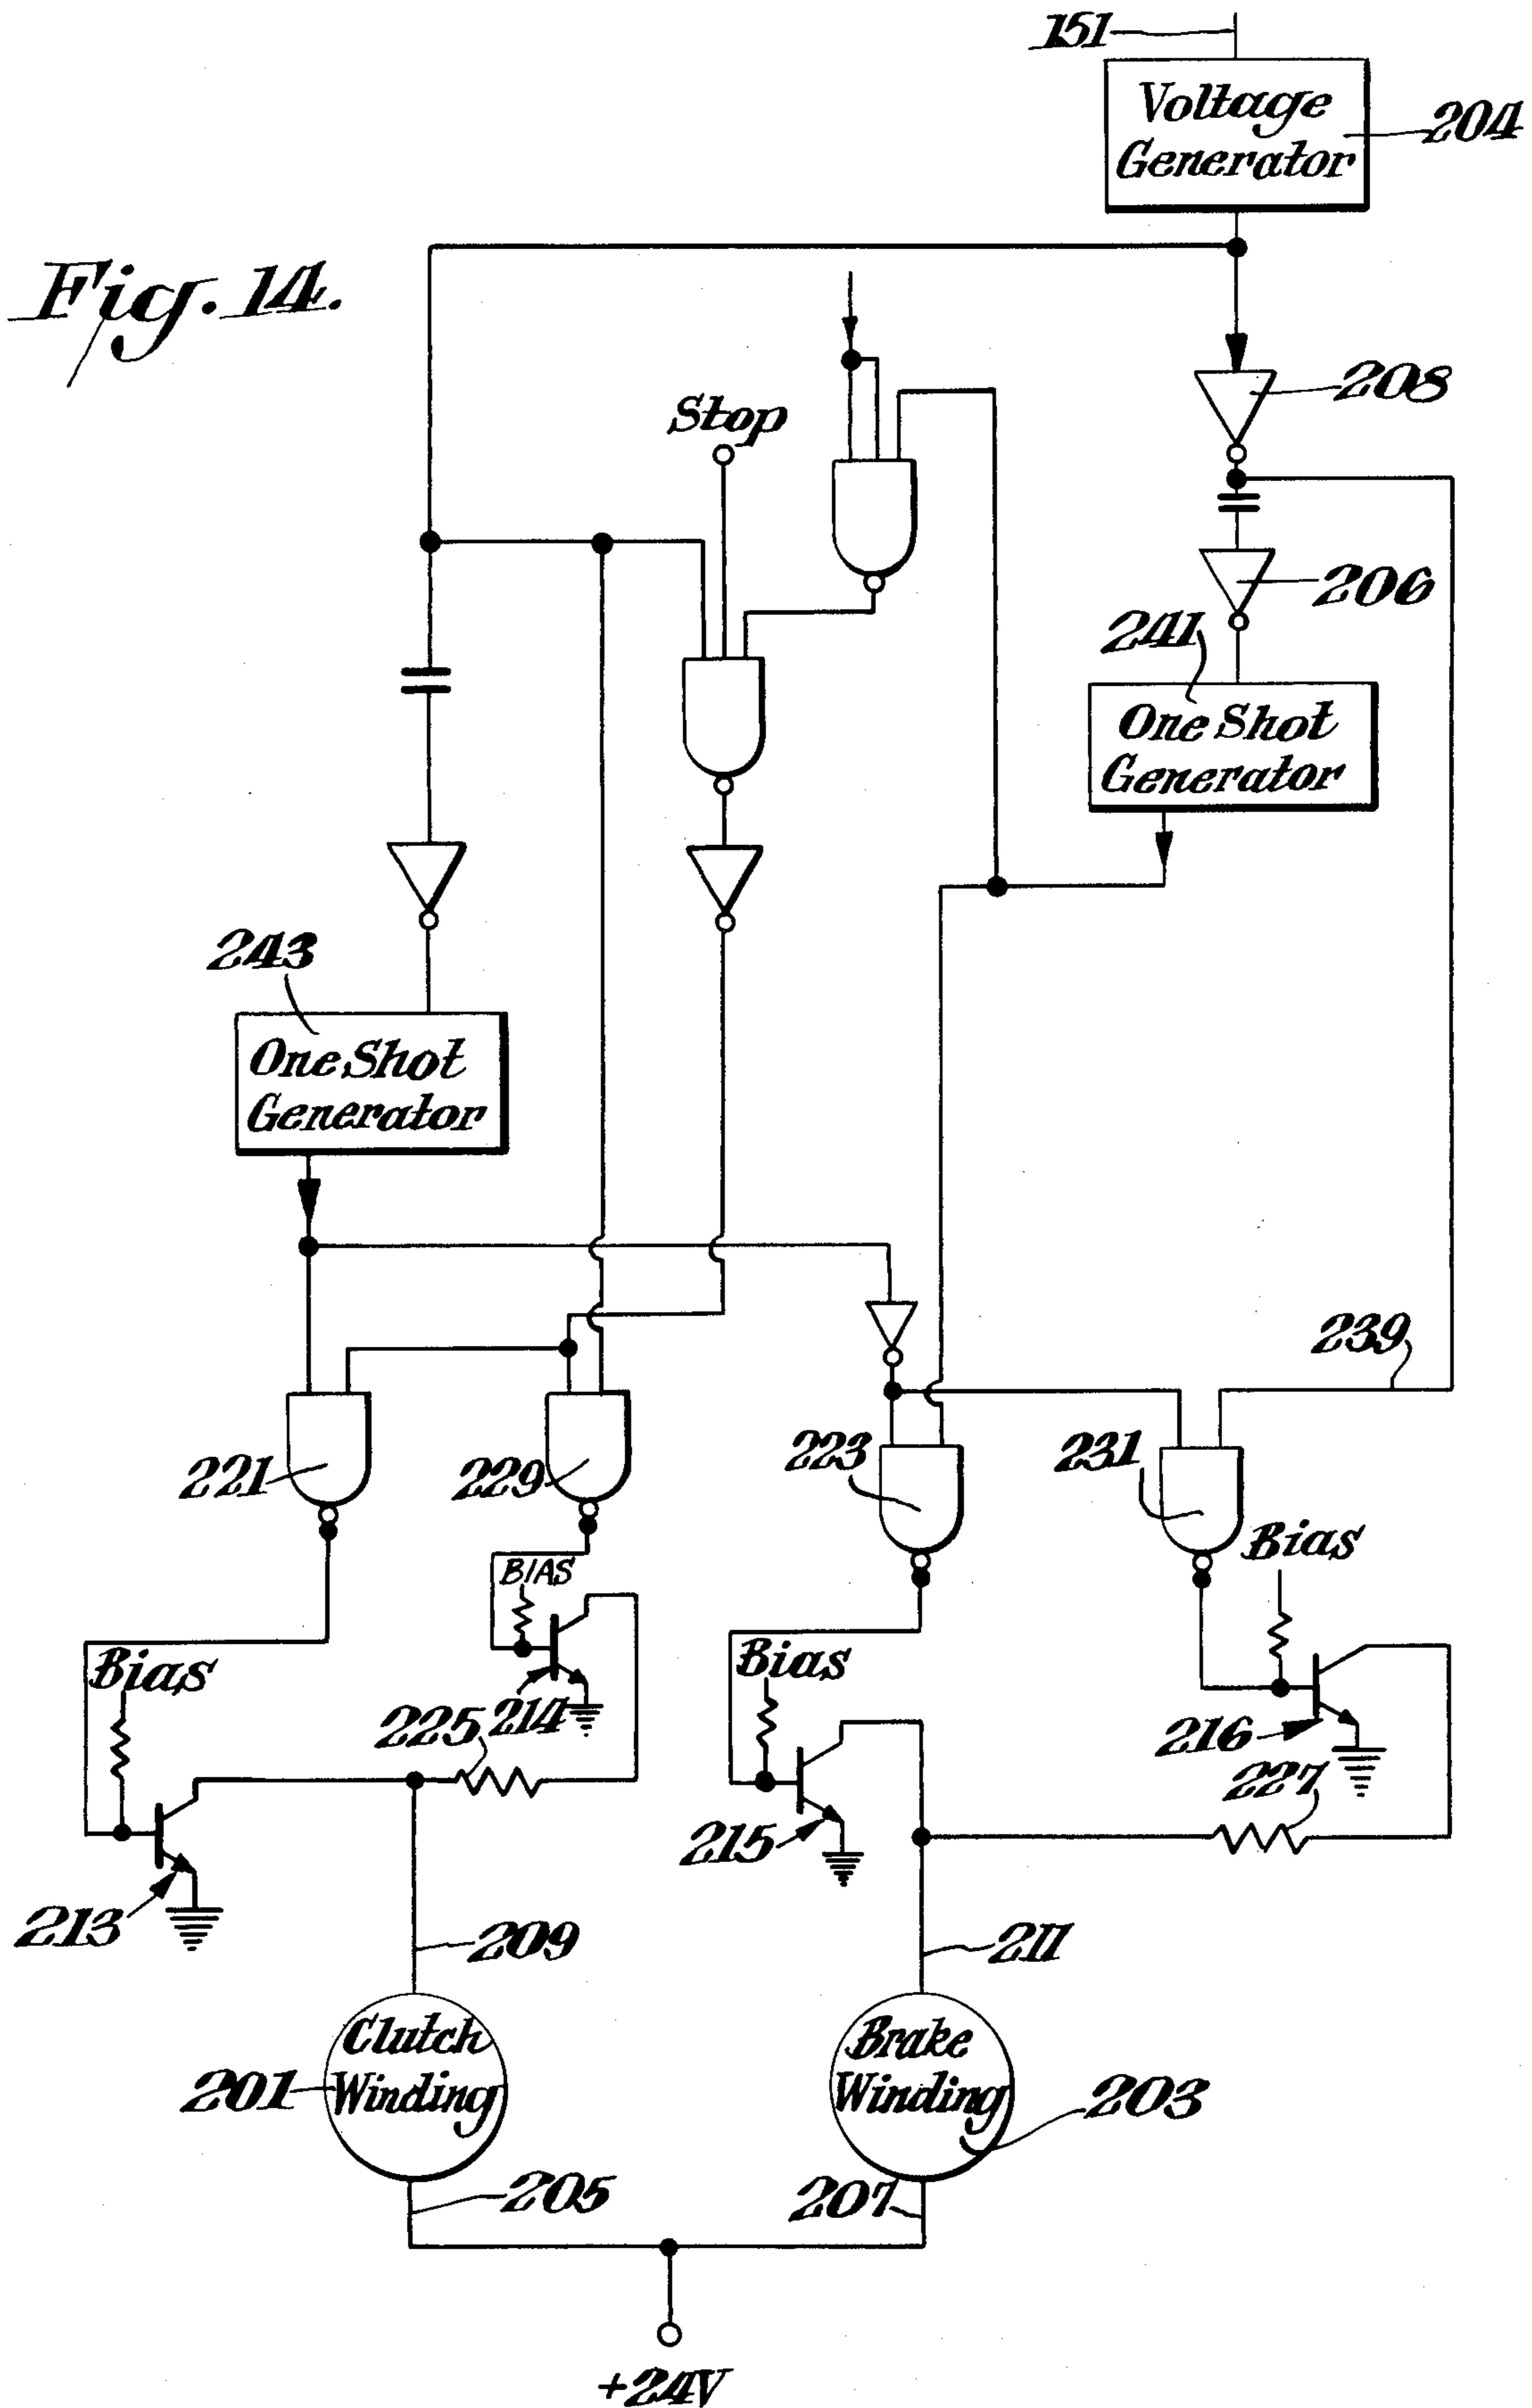 151
Voltage
Generator
204
Fig. 14.
Stop
208
206
241
One Shot
Generator
243
One Shot
Generator
239
221
229
223
231
Bias
BIAS
Bias
Bias
214
225
216
227
215
213
209
211
Clutch
Winding
201
Brake
Winding
203
205
207
+24V